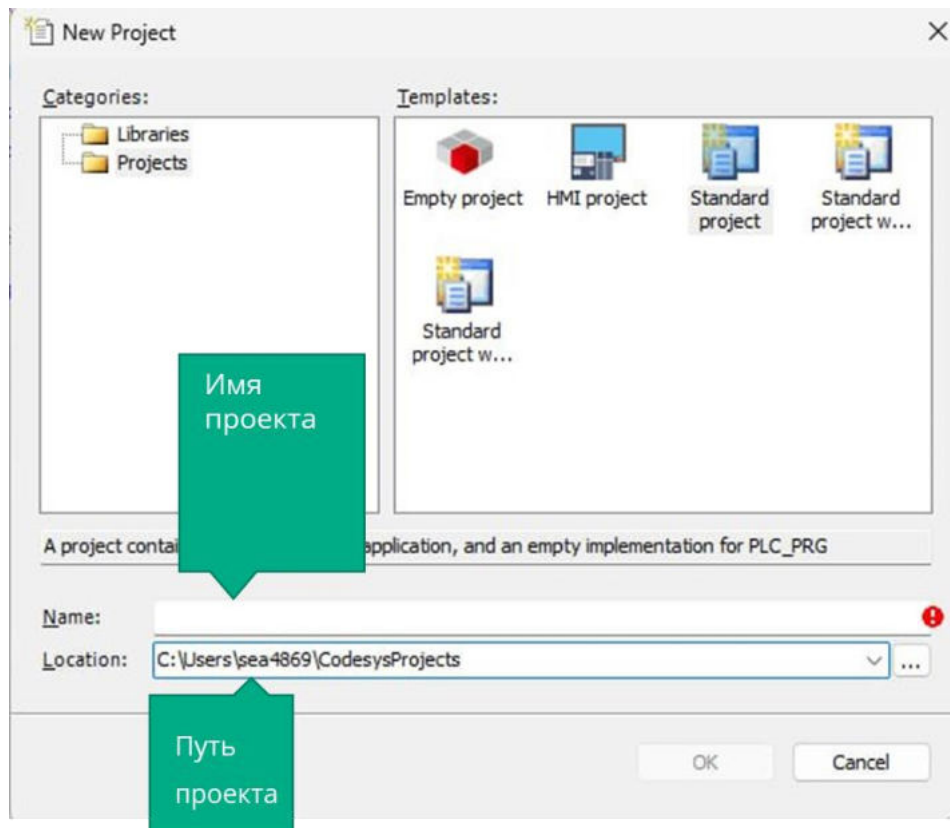 New Project
Categories:
Templates:
Libraries
Projects
Empty project
HMI project
Standard
project
Standard
project w...
Standard
project w...
Имя
проекта
A project contai
application, and an empty implementation for PLC_PRG
Name:
Location:
C:\Users\sea4869\CodesysProjects
...
Путь
проекта
OK
Cancel